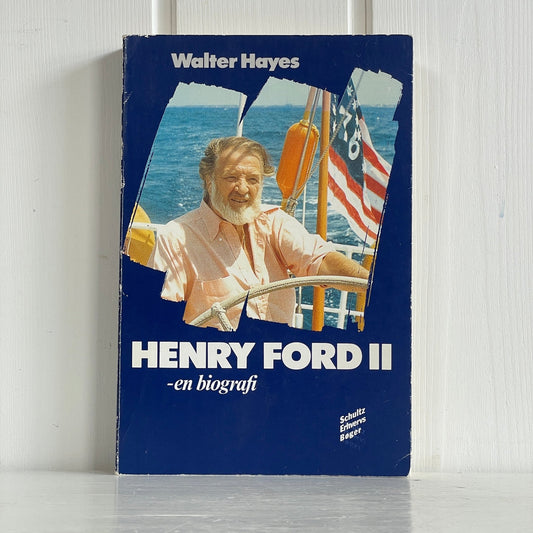 Walter Hayes
76
HENRY FORD II
-en biografi
Schultz
Erhvervs
Bøger